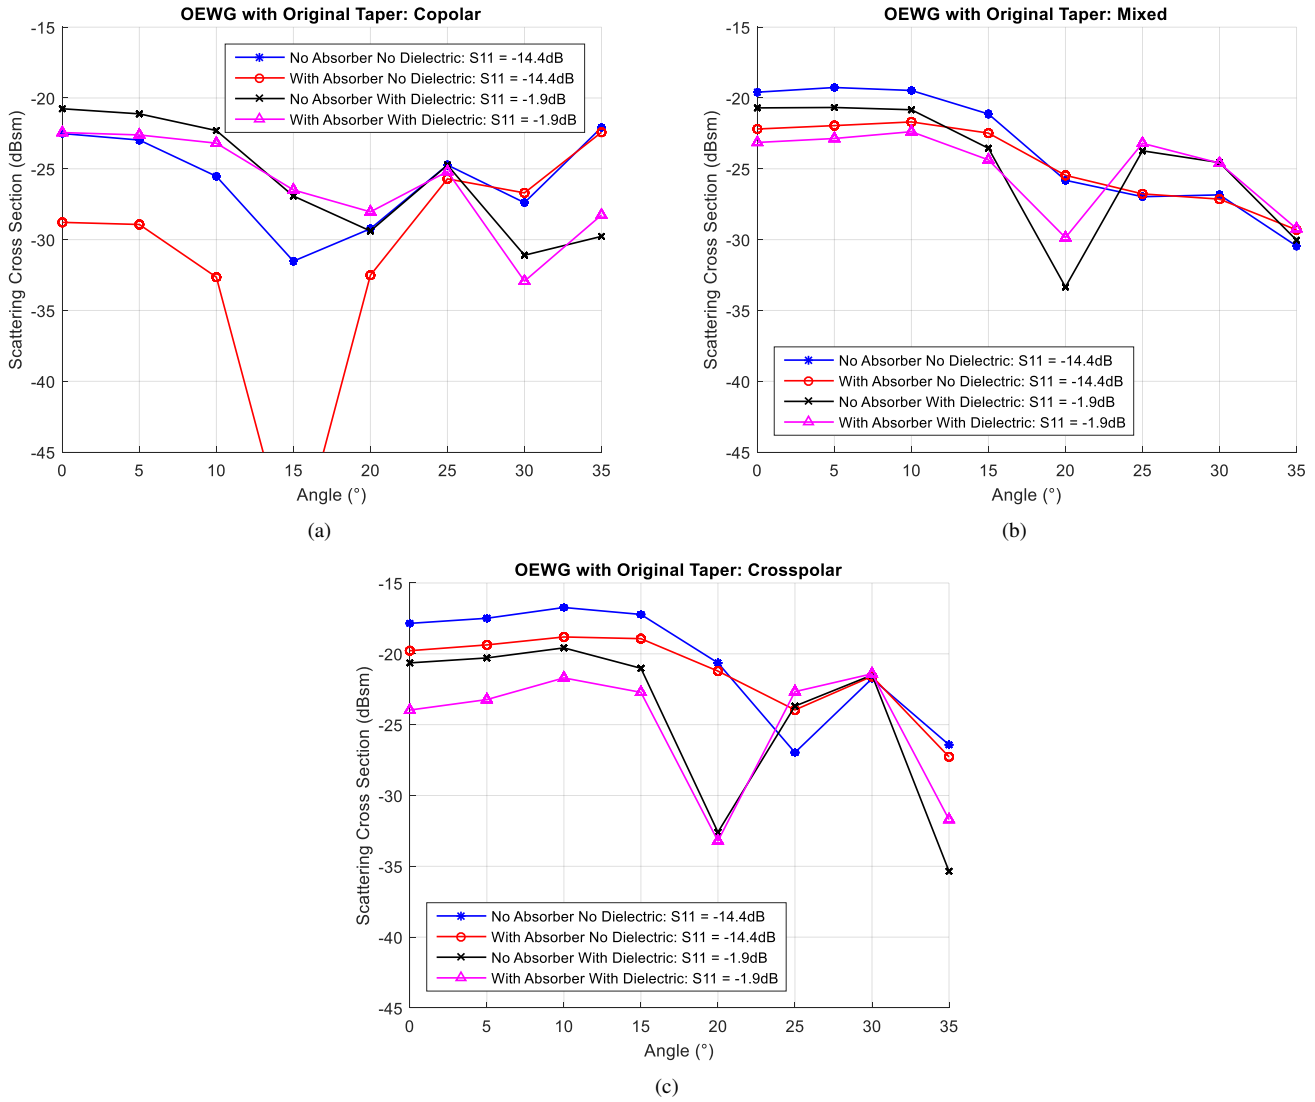 OEWG with Original Taper: Copolar
-15
-20
-25
-30
-35
-40
-45
Scattering Cross Section (dBsm)
No Absorber No Dielectric: S11 = -14.4dB
With Absorber No Dielectric: S11 = -14.4dB
No Absorber With Dielectric: S11 = -1.9dB
With Absorber With Dielectric: S11 = -1.9dB
0 5 10 15 20 25 30 35
Angle (°)
(a)
OEWG with Original Taper: Mixed
-15
-20
-25
-30
-35
-40
-45
Scattering Cross Section (dBsm)
No Absorber No Dielectric: S11 = -14.4dB
With Absorber No Dielectric: S11 = -14.4dB
No Absorber With Dielectric: S11 = -1.9dB
With Absorber With Dielectric: S11 = -1.9dB
0 5 10 15 20 25 30 35
Angle (°)
(b)
OEWG with Original Taper: Crosspolar
-15
-20
-25
-30
-35
-40
-45
Scattering Cross Section (dBsm)
No Absorber No Dielectric: S11 = -14.4dB
With Absorber No Dielectric: S11 = -14.4dB
No Absorber With Dielectric: S11 = -1.9dB
With Absorber With Dielectric: S11 = -1.9dB
0 5 10 15 20 25 30 35
Angle (°)
(c)